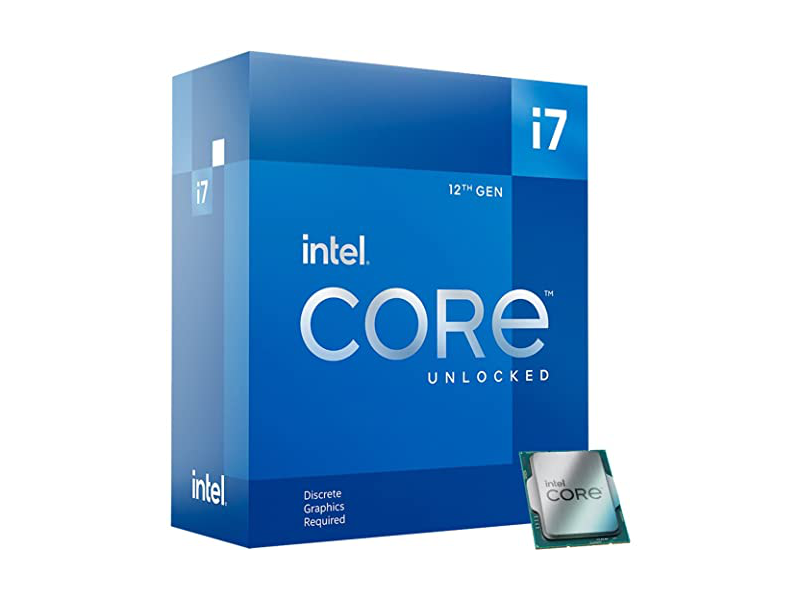 i7
i7
12TH GEN
intel.
CORE™
UNLOCKED
intel.
Discrete
Graphics
Required
intel
CORE